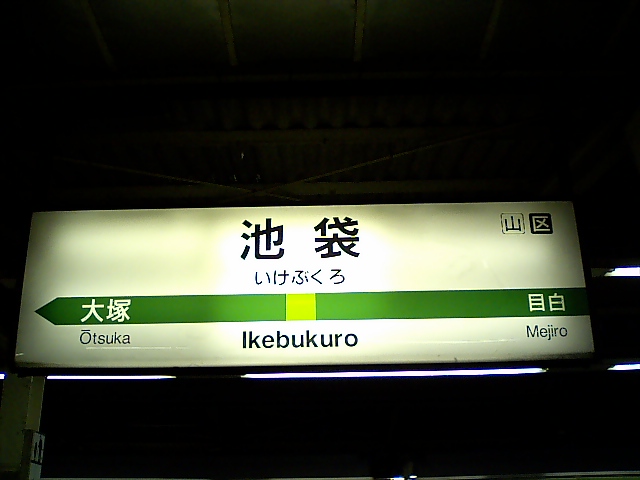 山 区
池袋
いけぶくろ
大塚 目白
Ōtsuka Ikebukuro Mejiro